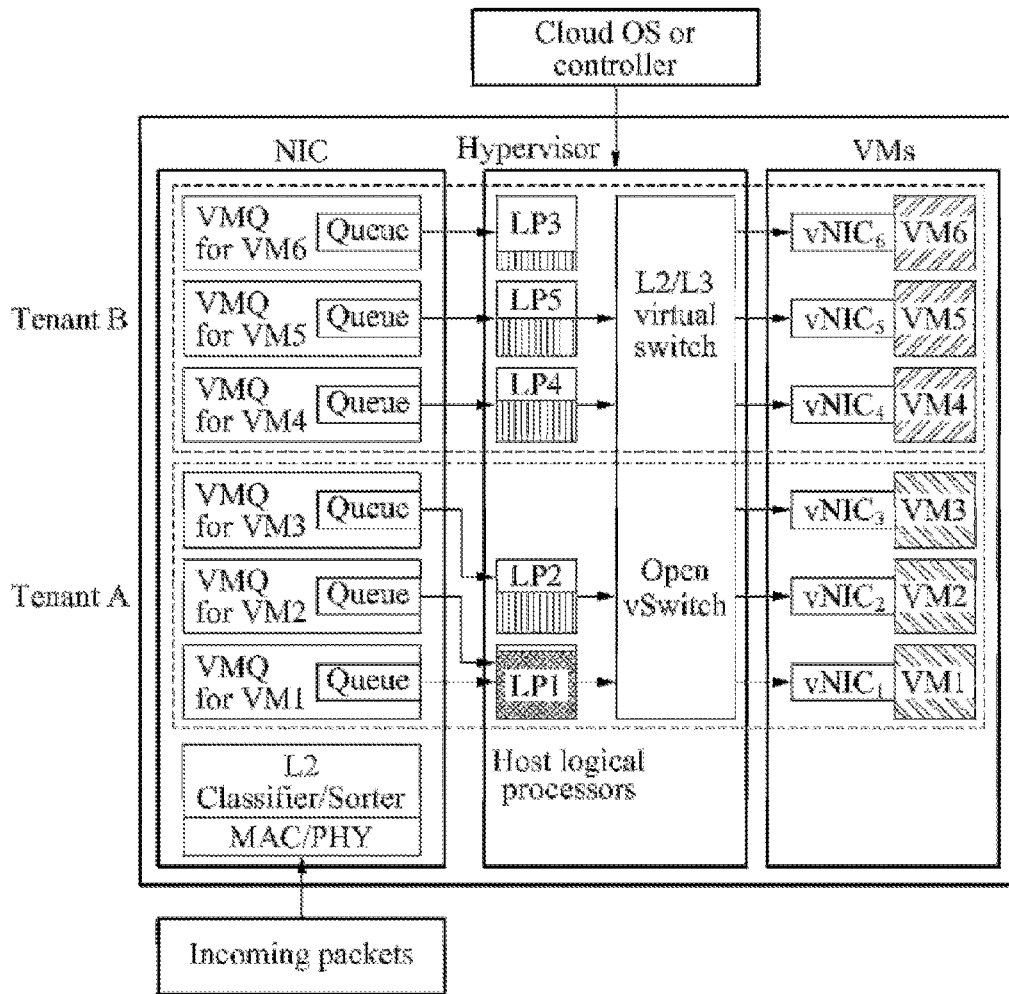 Cloud OS or
controller
NIC
Hypervisor
VMs
Tenant B
VMQ
for VM6
Queue
LP3
L2/L3
virtual
switch
vNIC₆
VM6
VMQ
for VM5
Queue
LP5
vNIC₅
VM5
VMQ
for VM4
Queue
LP4
vNIC₄
VM4
Tenant A
VMQ
for VM3
Queue
vNIC₃
VM3
VMQ
for VM2
Queue
LP2
Open
vSwitch
vNIC₂
VM2
VMQ
for VM1
Queue
LP1
vNIC₁
VM1
L2
Classifier/Sorter
MAC/PHY
Host logical
processors
Incoming packets